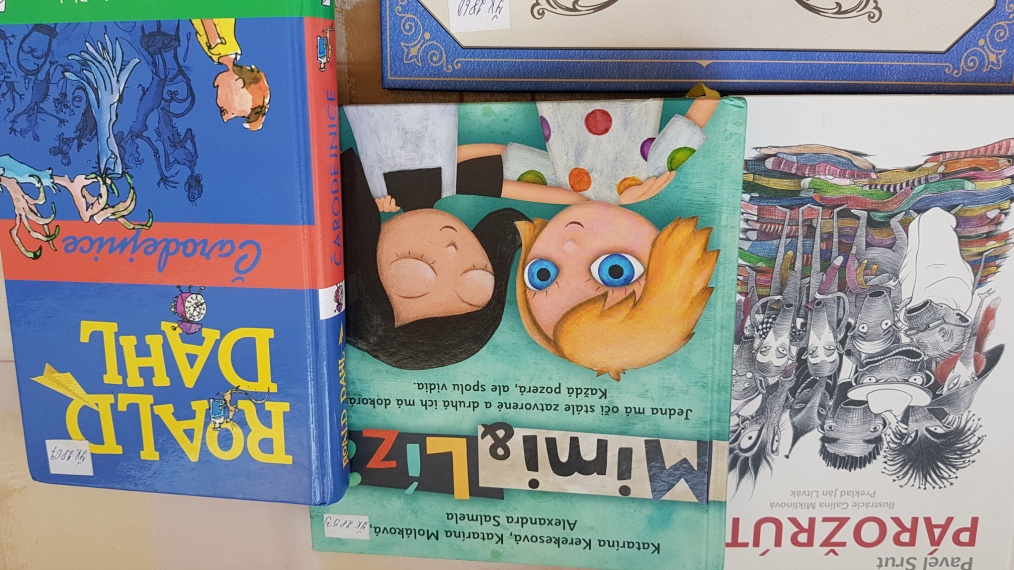 ROALD
DAHL
Čarodejnice
ČARODEJNICE
ROALD DAHL
Katarína Kerekesová, Katarína Moláková,
Alexandra Salmela
Mimi & Líza
Jedna má oči stále zatvorené a druhá ich má dokorán
Každá pozerá, ale spolu vidia.
Pavel Šrut
PÁROŽRÚT
Ilustrácie Galina Miklínová
Preklad Ján Litvák